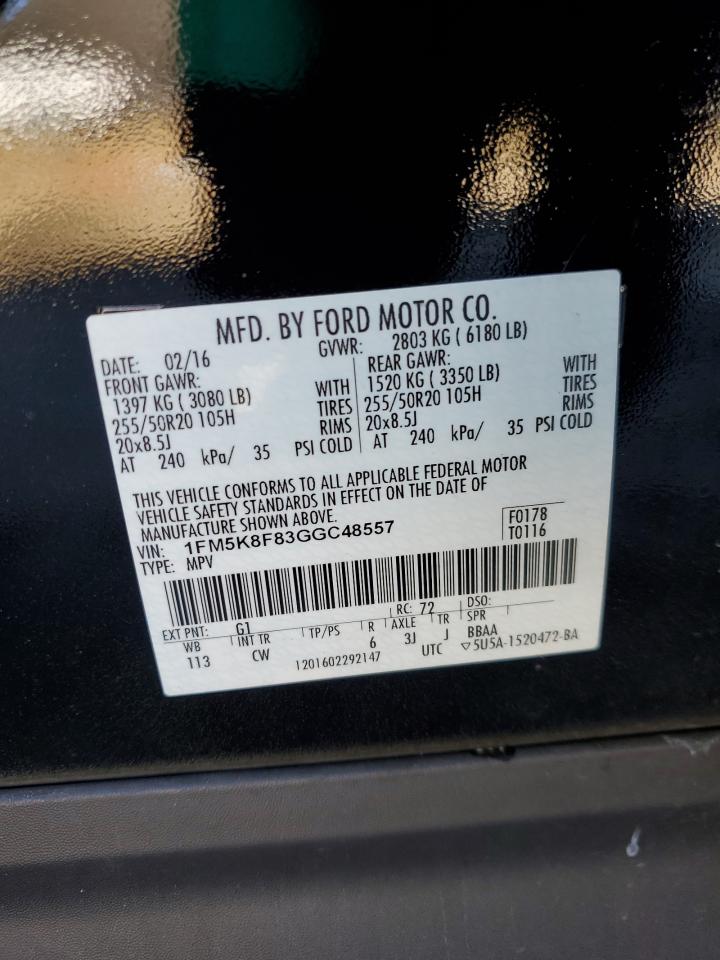 MFD. BY FORD MOTOR CO.
DATE: 02/16 GVWR: 2803 KG ( 6180 LB)
FRONT GAWR: REAR GAWR:
1397 KG ( 3080 LB) WITH 1520 KG ( 3350 LB) WITH
255/50R20 105H TIRES 255/50R20 105H TIRES
20x8.5J RIMS 20x8.5J RIMS
AT 240 kPa/ 35 PSI COLD AT 240 kPa/ 35 PSI COLD
THIS VEHICLE CONFORMS TO ALL APPLICABLE FEDERAL MOTOR
VEHICLE SAFETY STANDARDS IN EFFECT ON THE DATE OF
MANUFACTURE SHOWN ABOVE.
VIN: 1FM5K8F83GGC48557 F0178
TYPE: MPV T0116
EXT PNT: G1 RC: 72 DSO:
WB INT TR TP/PS R AXLE TR SPR
113 CW 6 3J J BBAA
1201602292147 UTC ▽5U5A-1520472-BA